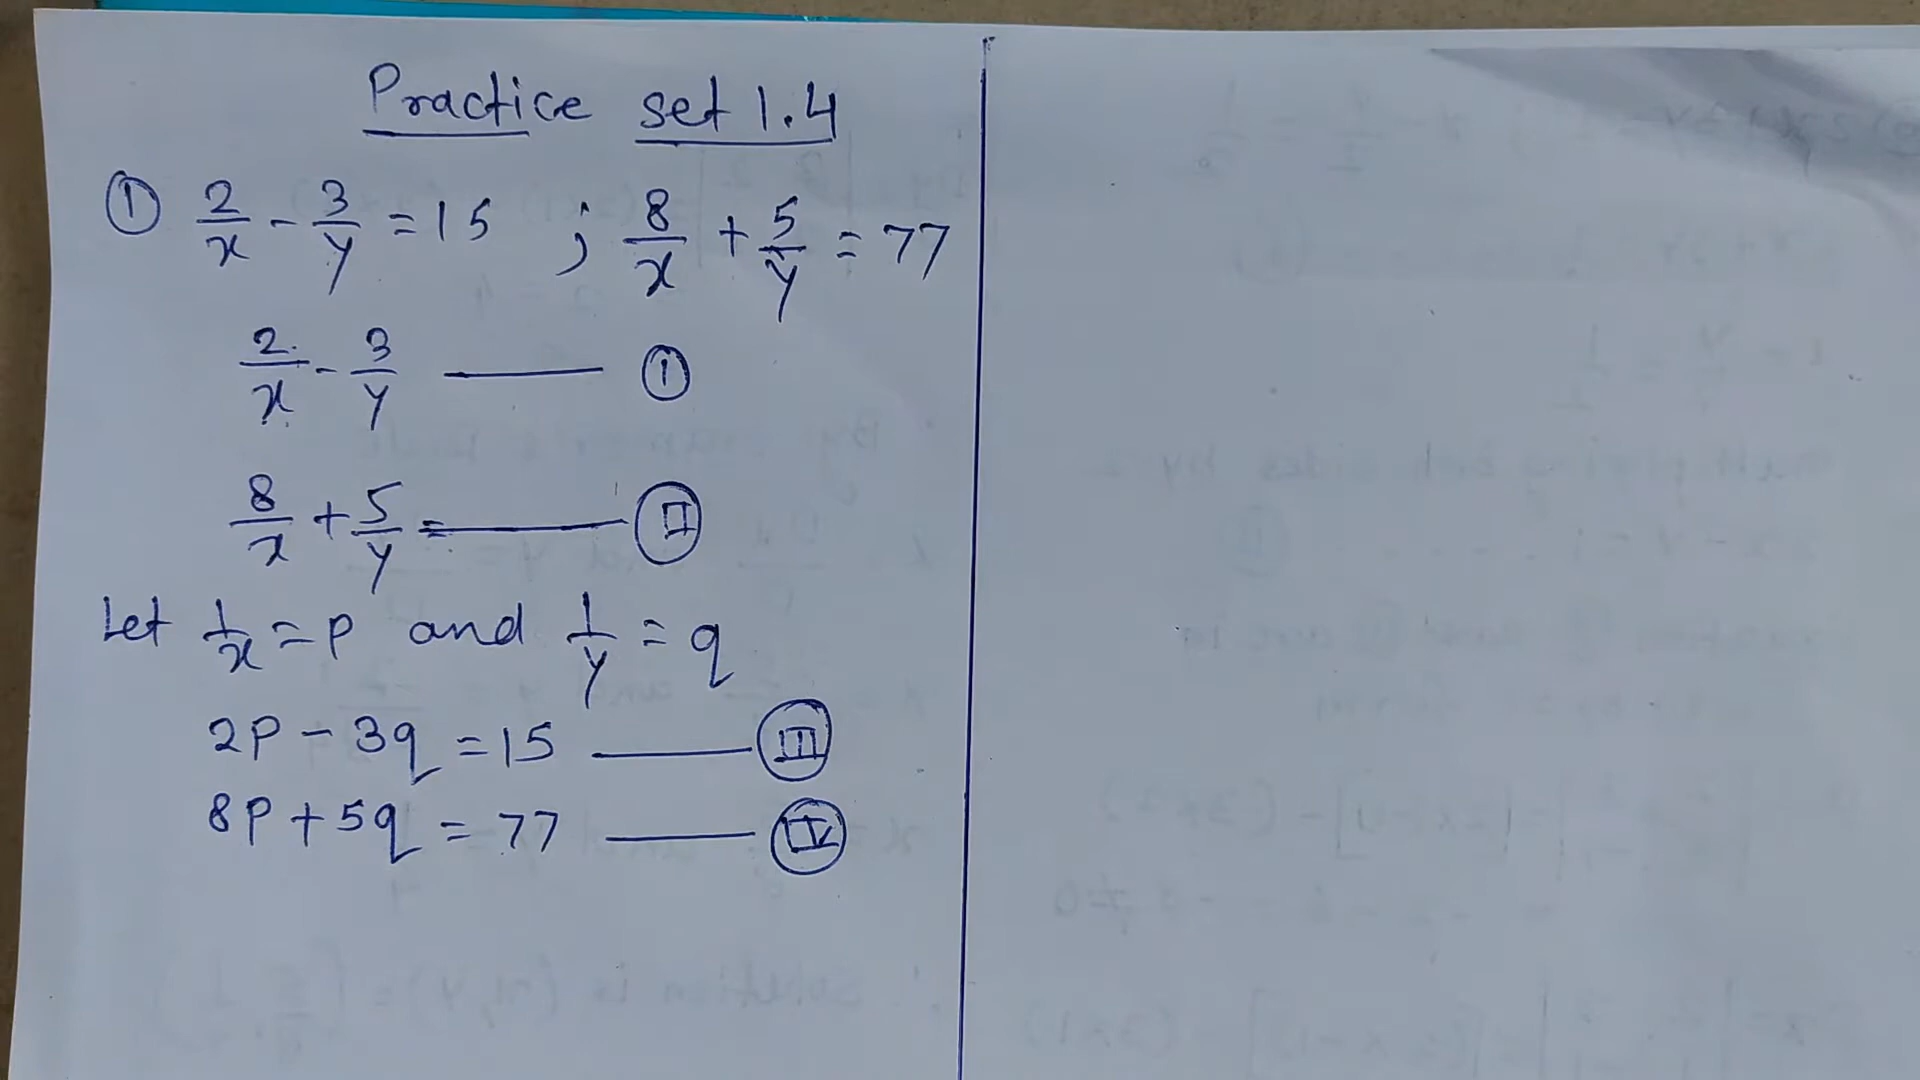 Practice set 1.4
① 2/x - 3/y = 15 ; 8/x + 5/y = 77
2/x - 3/y —— ①
8/x + 5/y = —— Ⅱ
Let 1/x = p and 1/y = q
2p - 3q = 15 —— Ⅲ
8p + 5q = 77 —— Ⅳ